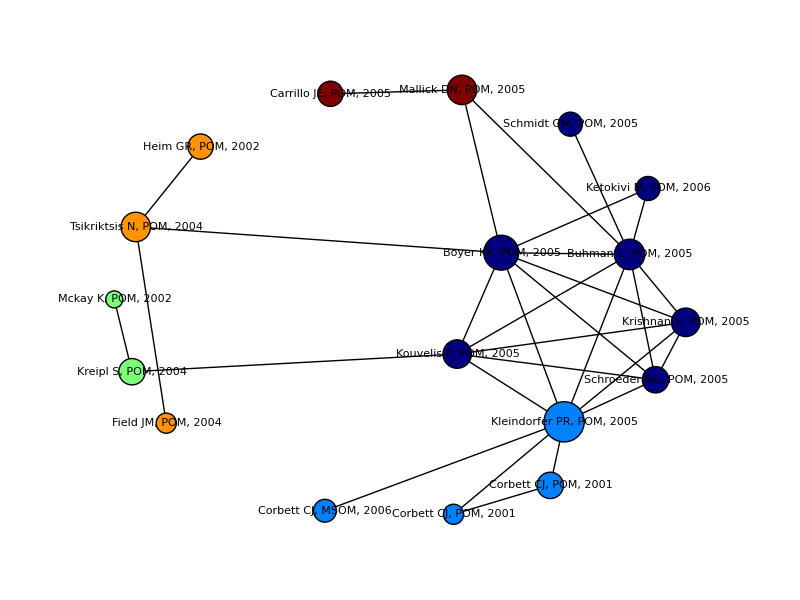 Mallick DN, POM, 2005
Carrillo JE, POM, 2005
Schmidt POM, 2005
Heim GR, POM, 2002
Ketokivi POM, 2006
Tsikriktsis N, POM, 2004
Boyer KK, POM, 2005
Buhman POM, 2005
Mckay K, POM, 2002
Krishnan V, POM, 2005
Kouvelis P, POM, 2005
Kreipl S, POM, 2004
Schroeder RG, POM, 2005
Field JM, POM, 2004
Kleindorfer PR, POM, 2005
Corbett CJ, POM, 2001
Corbett CJ, MSOM, 2006
Corbett CJ, POM, 2001